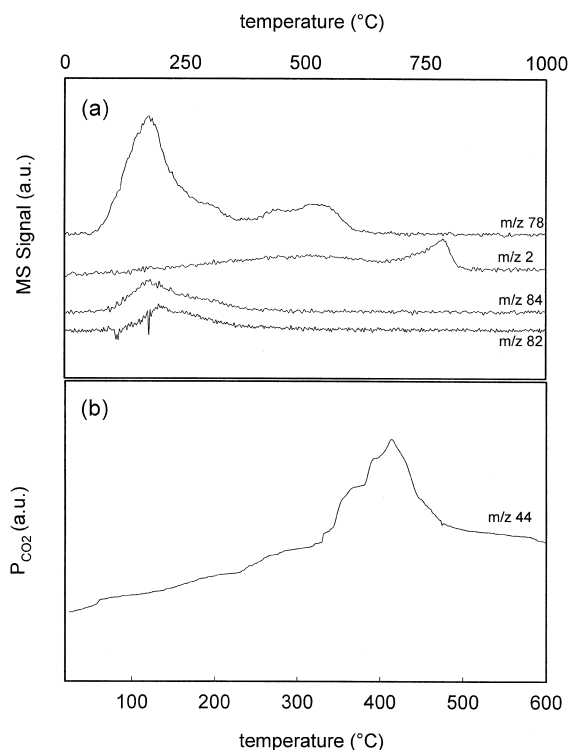 temperature (°C)
0 250 500 750 1000
(a)
MS Signal (a.u.)
m/z 78
m/z 2
m/z 84
m/z 82
(b)
P_CO2 (a.u.)
m/z 44
100 200 300 400 500 600
temperature (°C)